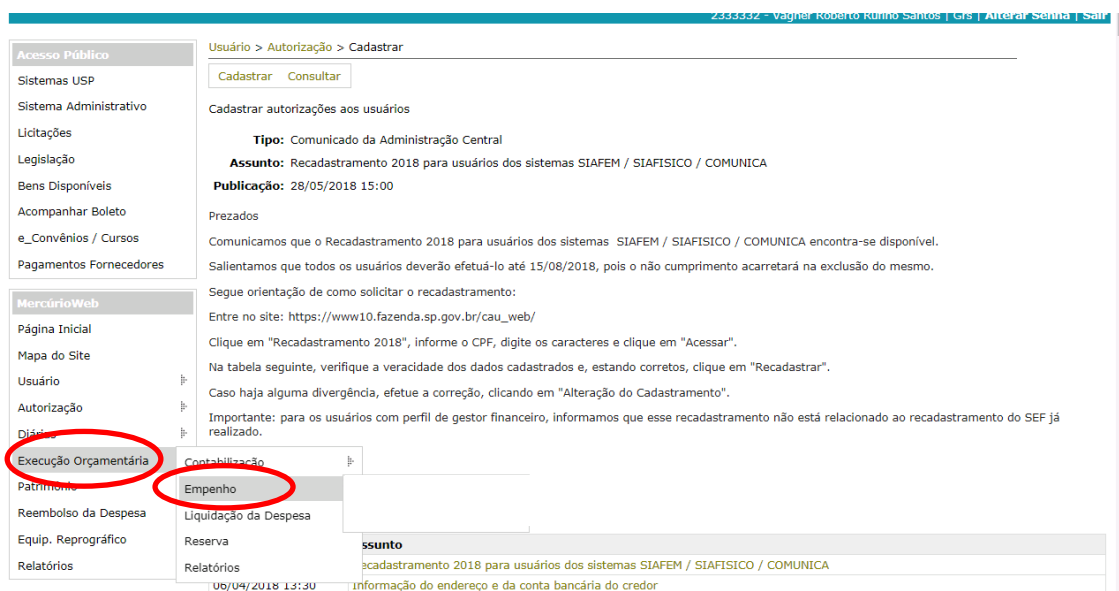 2333332 - Vagner Roberto Rufino Santos | Grs | Alterar Senha | Sair
Acesso Público
Sistemas USP
Sistema Administrativo
Licitações
Legislação
Bens Disponíveis
Acompanhar Boleto
e_Convênios / Cursos
Pagamentos Fornecedores
MercúrioWeb
Página Inicial
Mapa do Site
Usuário
Autorização
Diárias
Execução Orçamentária
Patrimônio
Reembolso da Despesa
Equip. Reprográfico
Relatórios
Contabilização
Empenho
Liquidação da Despesa
Reserva
Relatórios
Usuário > Autorização > Cadastrar
Cadastrar Consultar
Cadastrar autorizações aos usuários
Tipo: Comunicado da Administração Central
Assunto: Recadastramento 2018 para usuários dos sistemas SIAFEM / SIAFISICO / COMUNICA
Publicação: 28/05/2018 15:00
Prezados
Comunicamos que o Recadastramento 2018 para usuários dos sistemas SIAFEM / SIAFISICO / COMUNICA encontra-se disponível.
Salientamos que todos os usuários deverão efetuá-lo até 15/08/2018, pois o não cumprimento acarretará na exclusão do mesmo.
Segue orientação de como solicitar o recadastramento:
Entre no site: https://www10.fazenda.sp.gov.br/cau_web/
Clique em "Recadastramento 2018", informe o CPF, digite os caracteres e clique em "Acessar".
Na tabela seguinte, verifique a veracidade dos dados cadastrados e, estando corretos, clique em "Recadastrar".
Caso haja alguma divergência, efetue a correção, clicando em "Alteração do Cadastramento".
Importante: para os usuários com perfil de gestor financeiro, informamos que esse recadastramento não está relacionado ao recadastramento do SEF já
realizado.
ssunto
ecadastramento 2018 para usuários dos sistemas SIAFEM / SIAFISICO / COMUNICA
06/04/2018 13:30 Informação do endereço e da conta bancária do credor